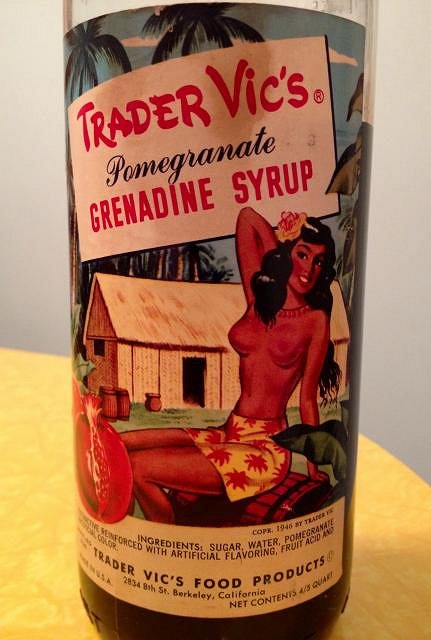 TRADER VIC'S ®
Pomegranate
GRENADINE SYRUP
COPR. 1946 BY TRADER VIC
INGREDIENTS: SUGAR, WATER, POMEGRANATE
REINFORCED WITH ARTIFICIAL FLAVORING, FRUIT ACID AND
COLOR.
TRADER VIC'S FOOD PRODUCTS
IN U.S.A.
2834 8th St. Berkeley, California
NET CONTENTS 4/5 QUART